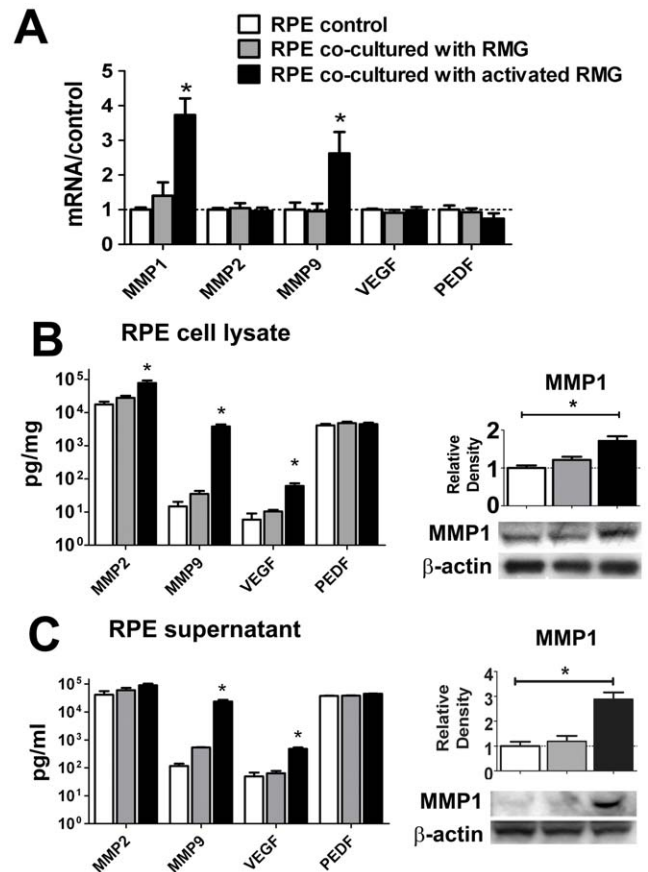 A
RPE control
RPE co-cultured with RMG
RPE co-cultured with activated RMG
mRNA/control
5
4
3
2
1
0
* *
MMP1 MMP2 MMP9 VEGF PEDF
B RPE cell lysate
pg/mg
10⁵
10⁴
10³
10²
10¹
10⁰
* * *
MMP2 MMP9 VEGF PEDF
MMP1
*
Relative
Density
2
1
0
MMP1
β-actin
C RPE supernatant
pg/ml
10⁵
10⁴
10³
10²
10¹
10⁰
* *
MMP2 MMP9 VEGF PEDF
MMP1
*
Relative
Density
4
3
2
1
0
MMP1
β-actin